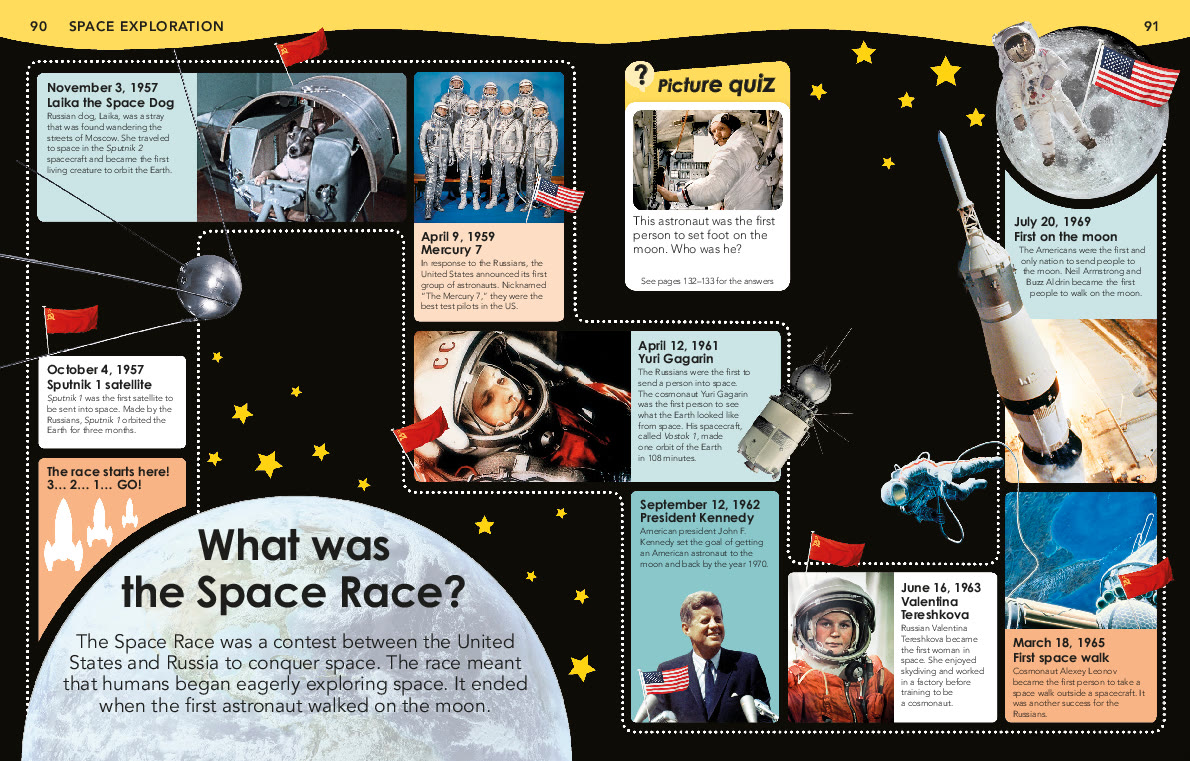 90 SPACE EXPLORATION
91
The race starts here!
3... 2... 1... GO!
October 4, 1957
Sputnik 1 satellite
Sputnik 1 was the first satellite to
be sent into space. Made by the
Russians, Sputnik 1 orbited the
Earth for three months.
November 3, 1957
Laika the Space Dog
Russian dog, Laika, was a stray
that was found wandering the
streets of Moscow. She traveled
to space in the Sputnik 2
spacecraft and became the first
living creature to orbit the Earth.
April 9, 1959
Mercury 7
In response to the Russians, the
United States announced its first
group of astronauts. Nicknamed
“The Mercury 7,” they were the
best test pilots in the US.
CC
April 12, 1961
Yuri Gagarin
The Russians were the first to
send a person into space.
The cosmonaut Yuri Gagarin
was the first person to see
what the Earth looked like
from space. His spacecraft,
called Vostok 1, made
one orbit of the Earth
in 108 minutes.
September 12, 1962
President Kennedy
American president John F.
Kennedy set the goal of getting
an American astronaut to the
moon and back by the year 1970.
June 16, 1963
Valentina
Tereshkova
Russian Valentina
Tereshkova became
the first woman in
space. She enjoyed
skydiving and worked
in a factory before
training to be
a cosmonaut.
March 18, 1965
First space walk
Cosmonaut Alexey Leonov
became the first person to take a
space walk outside a spacecraft. It
was another success for the
Russians.
July 20, 1969
First on the moon
The Americans were the first and
only nation to send people to
the moon. Neil Armstrong and
Buzz Aldrin became the first
people to walk on the moon.
? Picture quiz
This astronaut was the first
person to set foot on the
moon. Who was he?
See pages 132–133 for the answers
What was
the Space Race?
The Space Race was a contest between the United
States and Russia to conquer space. The race meant
that humans began eagerly exploring space. It ended
when the first astronaut walked on the moon.